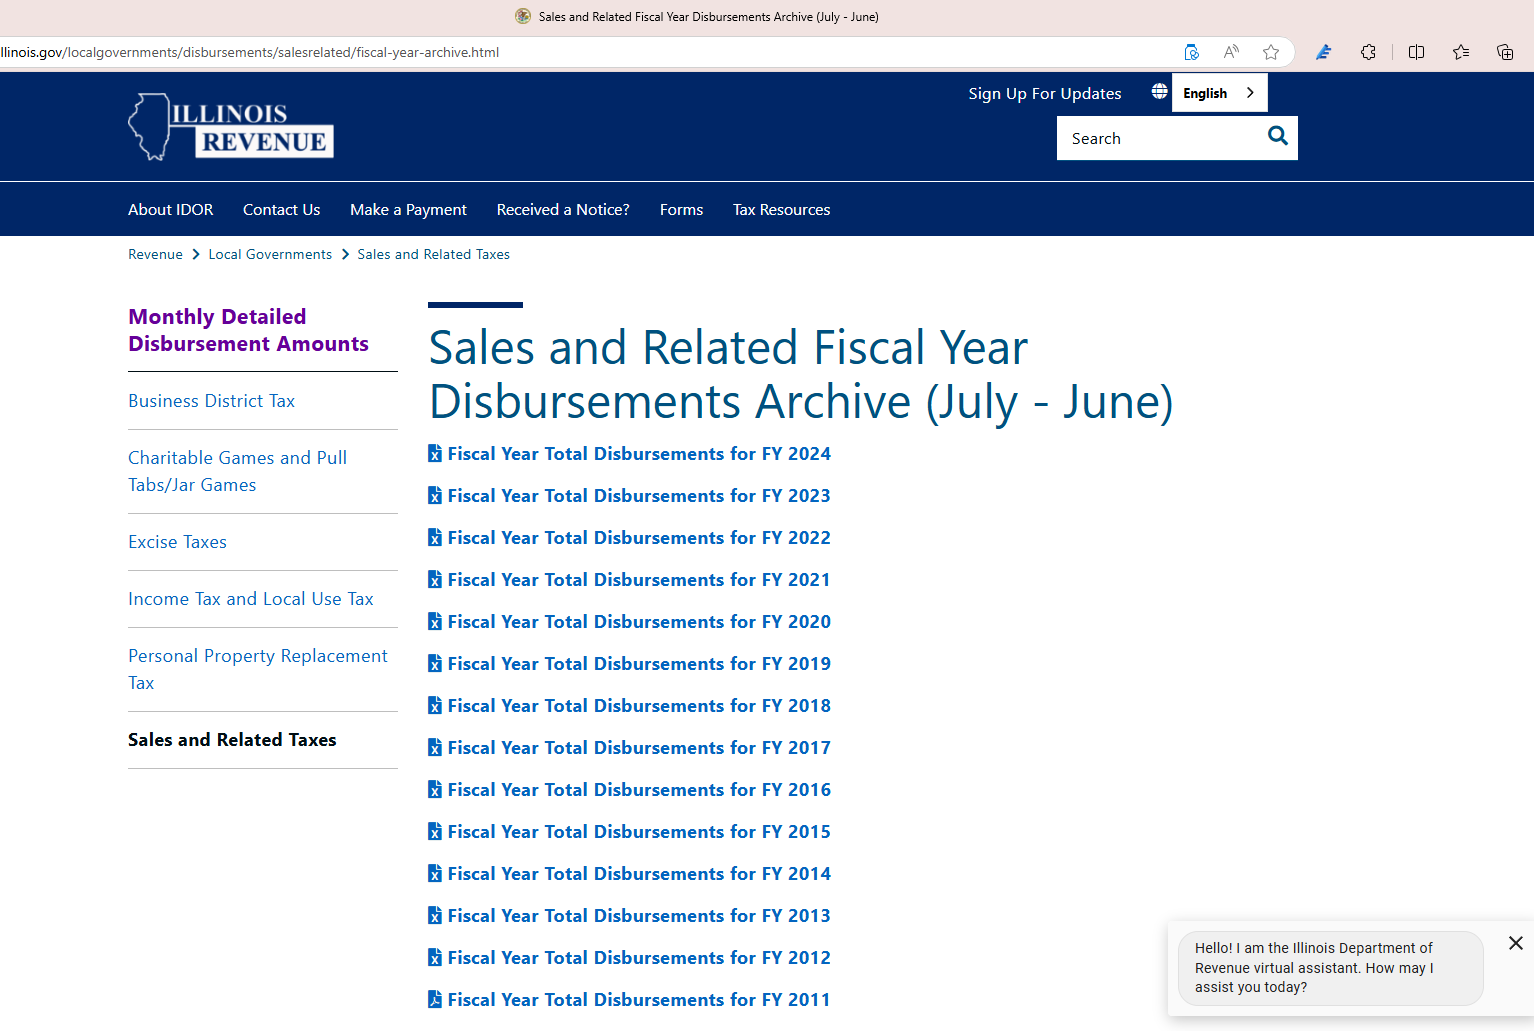 Sales and Related Fiscal Year Disbursements Archive (July - June)
llinois.gov/localgovernments/disbursements/salesrelated/fiscal-year-archive.html
ILLINOIS
REVENUE
Sign Up For Updates
English
Search
About IDOR
Contact Us
Make a Payment
Received a Notice?
Forms
Tax Resources
Revenue > Local Governments > Sales and Related Taxes
Monthly Detailed
Disbursement Amounts
Business District Tax
Charitable Games and Pull
Tabs/Jar Games
Excise Taxes
Income Tax and Local Use Tax
Personal Property Replacement
Tax
Sales and Related Taxes
Sales and Related Fiscal Year
Disbursements Archive (July - June)
Fiscal Year Total Disbursements for FY 2024
Fiscal Year Total Disbursements for FY 2023
Fiscal Year Total Disbursements for FY 2022
Fiscal Year Total Disbursements for FY 2021
Fiscal Year Total Disbursements for FY 2020
Fiscal Year Total Disbursements for FY 2019
Fiscal Year Total Disbursements for FY 2018
Fiscal Year Total Disbursements for FY 2017
Fiscal Year Total Disbursements for FY 2016
Fiscal Year Total Disbursements for FY 2015
Fiscal Year Total Disbursements for FY 2014
Fiscal Year Total Disbursements for FY 2013
Fiscal Year Total Disbursements for FY 2012
Fiscal Year Total Disbursements for FY 2011
Hello! I am the Illinois Department of
Revenue virtual assistant. How may I
assist you today?